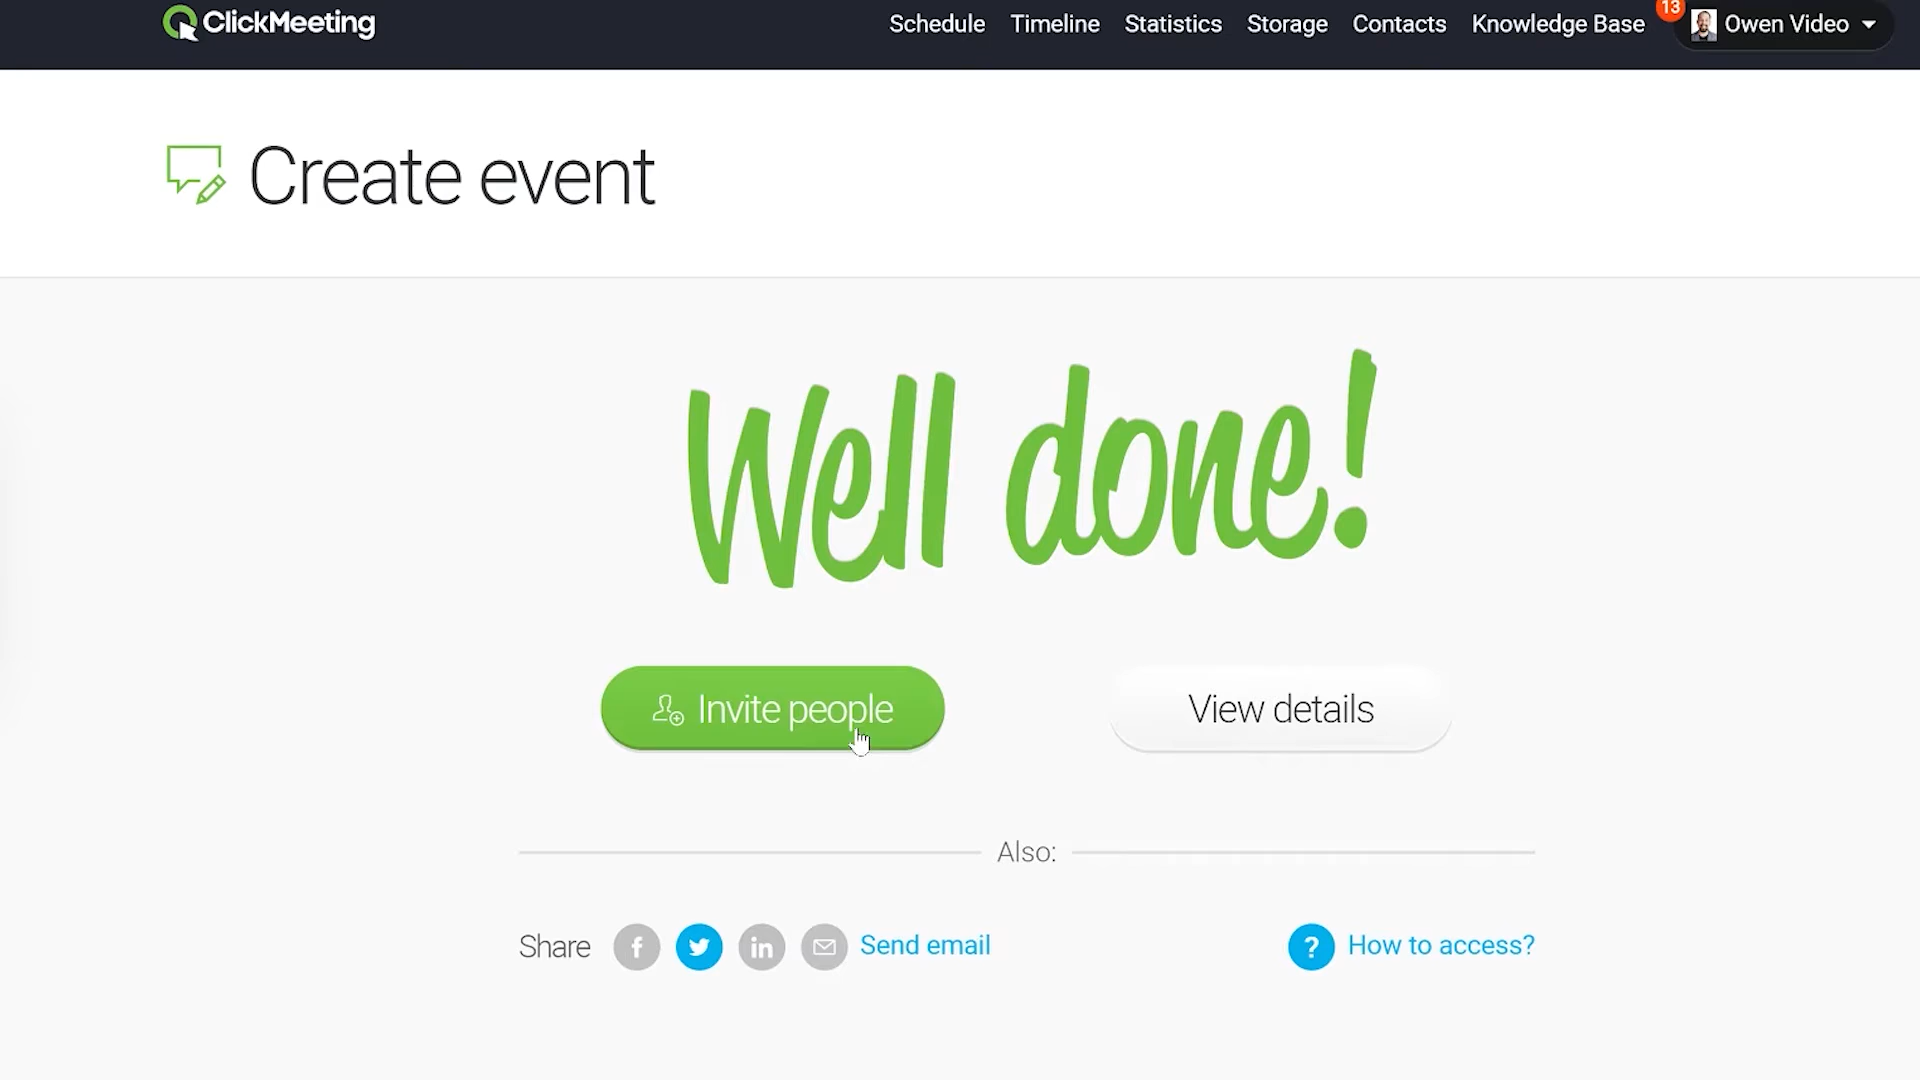 ClickMeeting Schedule Timeline Statistics Storage Contacts Knowledge Base 13 Owen Video
Create event
Well done!
Invite people View details
Also:
Share Send email ? How to access?